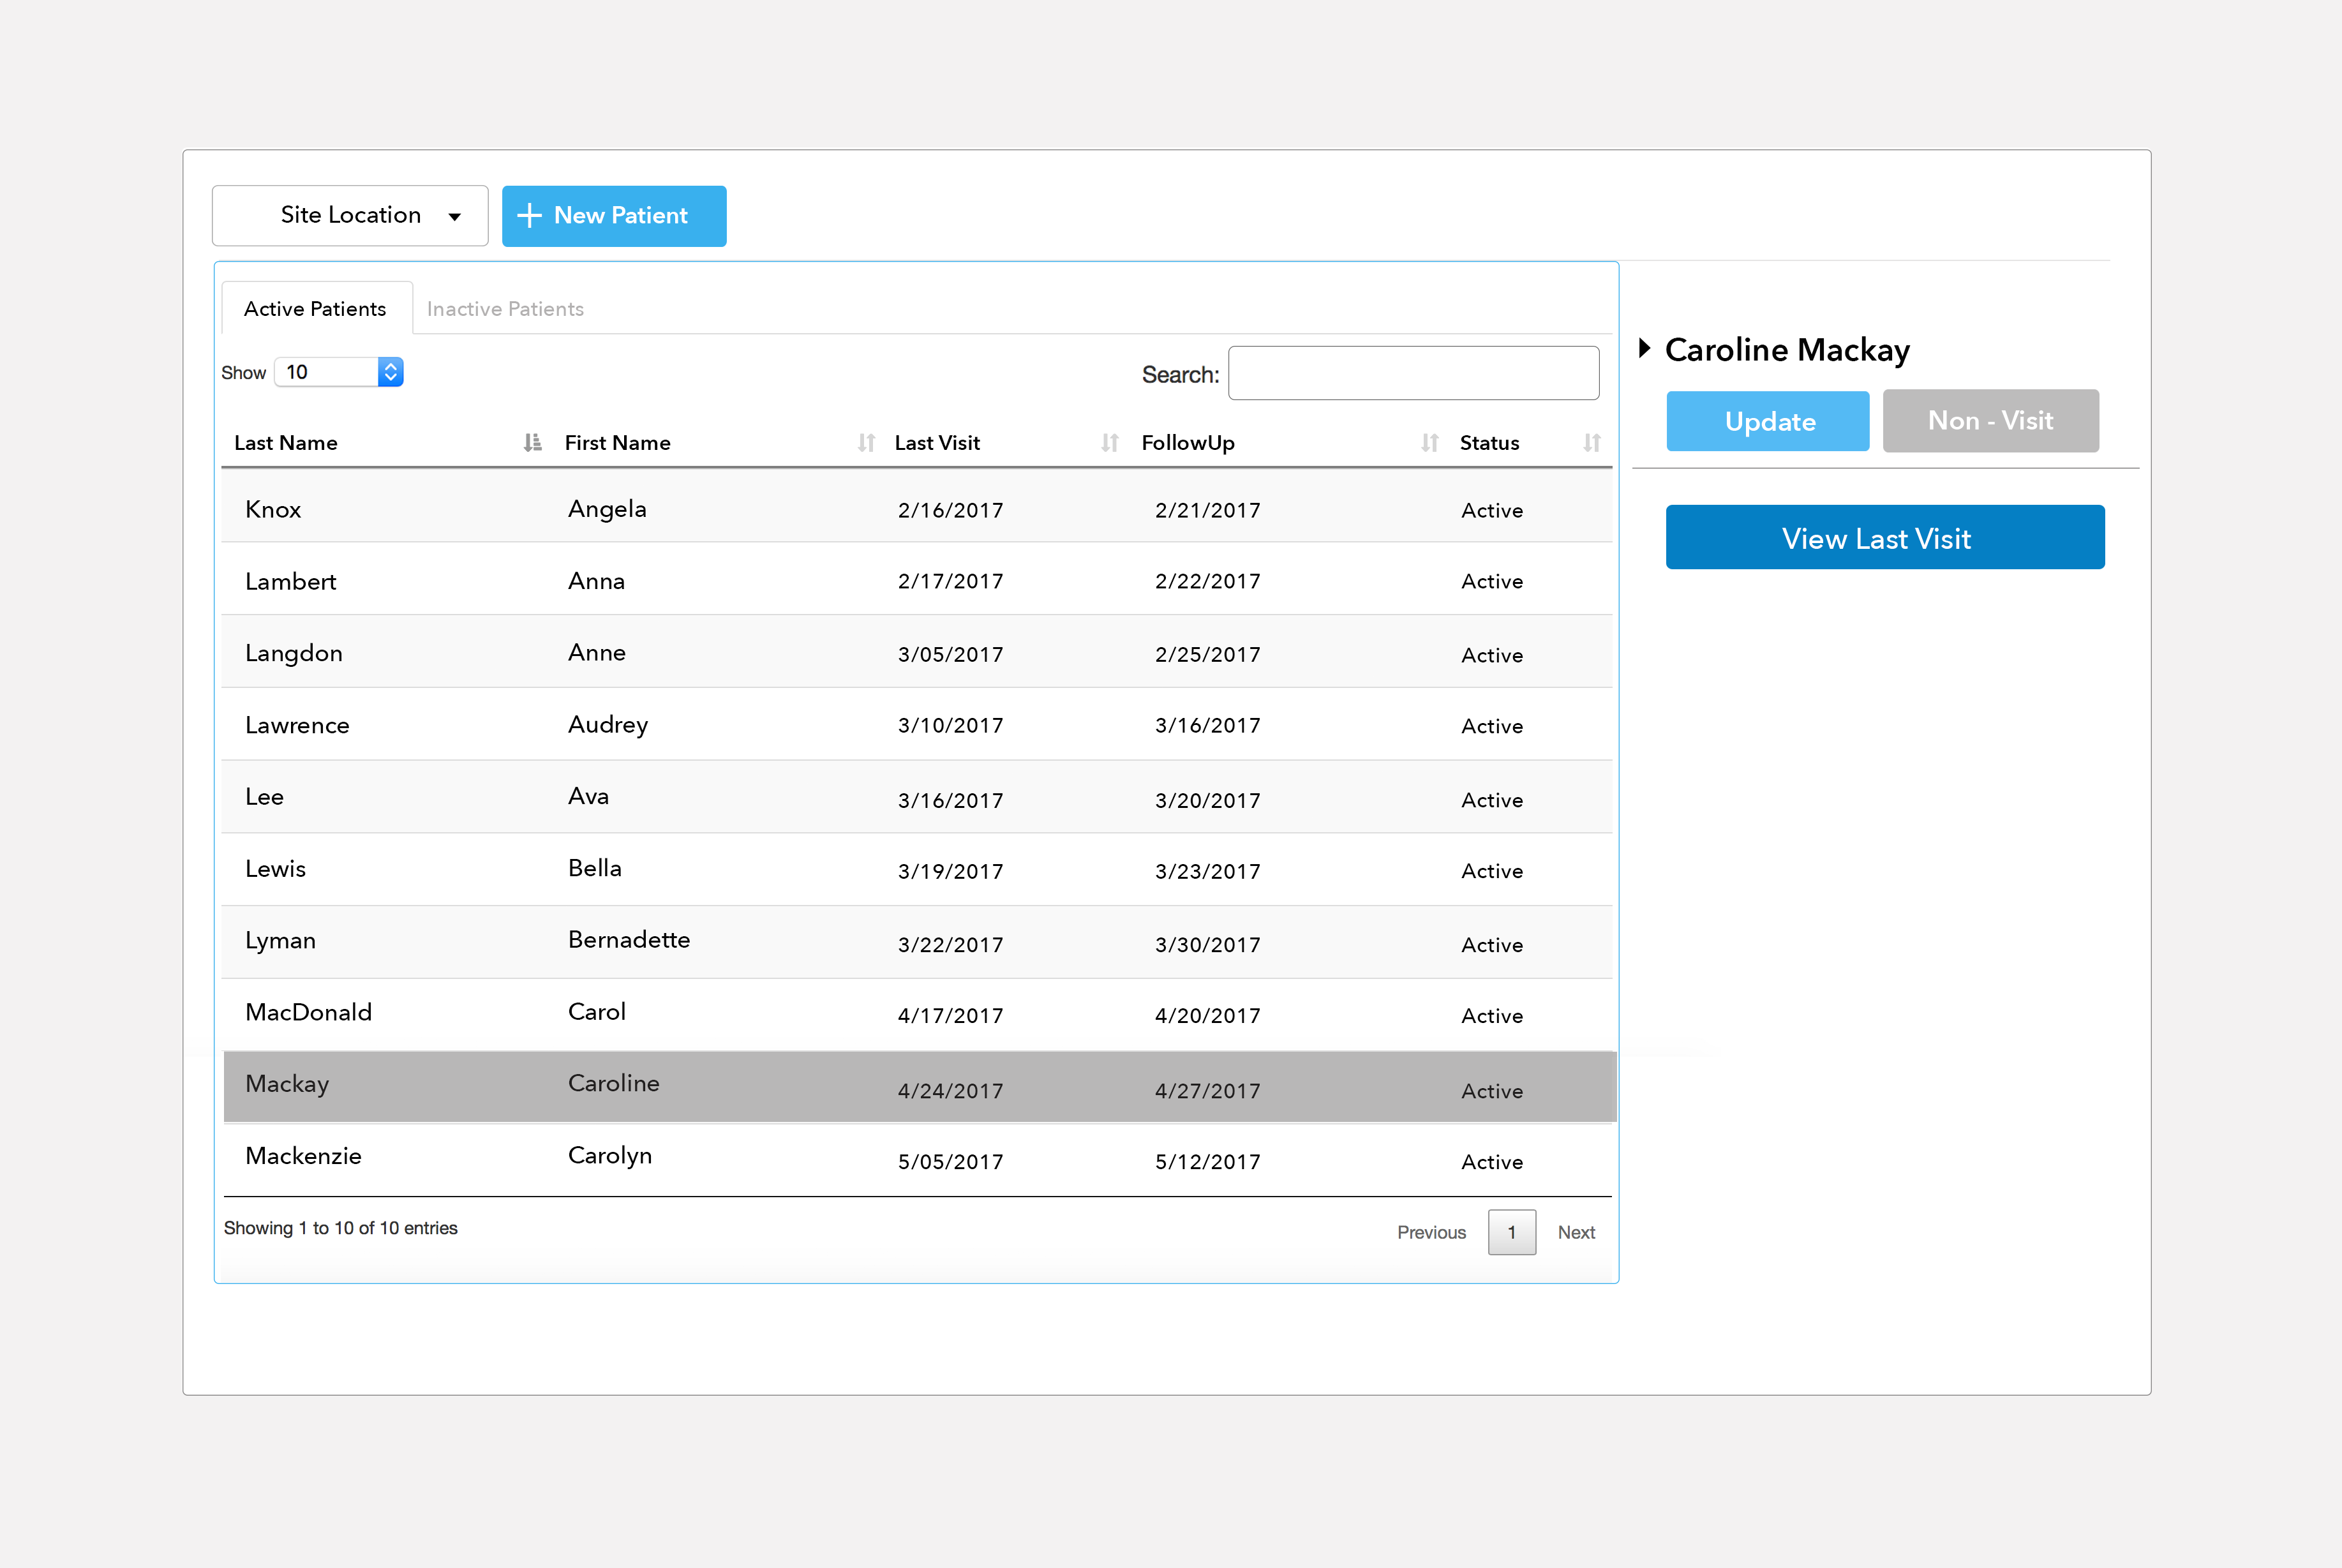 Site Location
New Patient
Active Patients Inactive Patients
Caroline Mackay
Show 10 Search:
Update Non - Visit
Last Name First Name Last Visit FollowUp Status
Knox Angela 2/16/2017 2/21/2017 Active
View Last Visit
Lambert Anna 2/17/2017 2/22/2017 Active
Langdon Anne 3/05/2017 2/25/2017 Active
Lawrence Audrey 3/10/2017 3/16/2017 Active
Lee Ava 3/16/2017 3/20/2017 Active
Lewis Bella 3/19/2017 3/23/2017 Active
Lyman Bernadette 3/22/2017 3/30/2017 Active
MacDonald Carol 4/17/2017 4/20/2017 Active
Mackay Caroline 4/24/2017 4/27/2017 Active
Mackenzie Carolyn 5/05/2017 5/12/2017 Active
Showing 1 to 10 of 10 entries Previous 1 Next